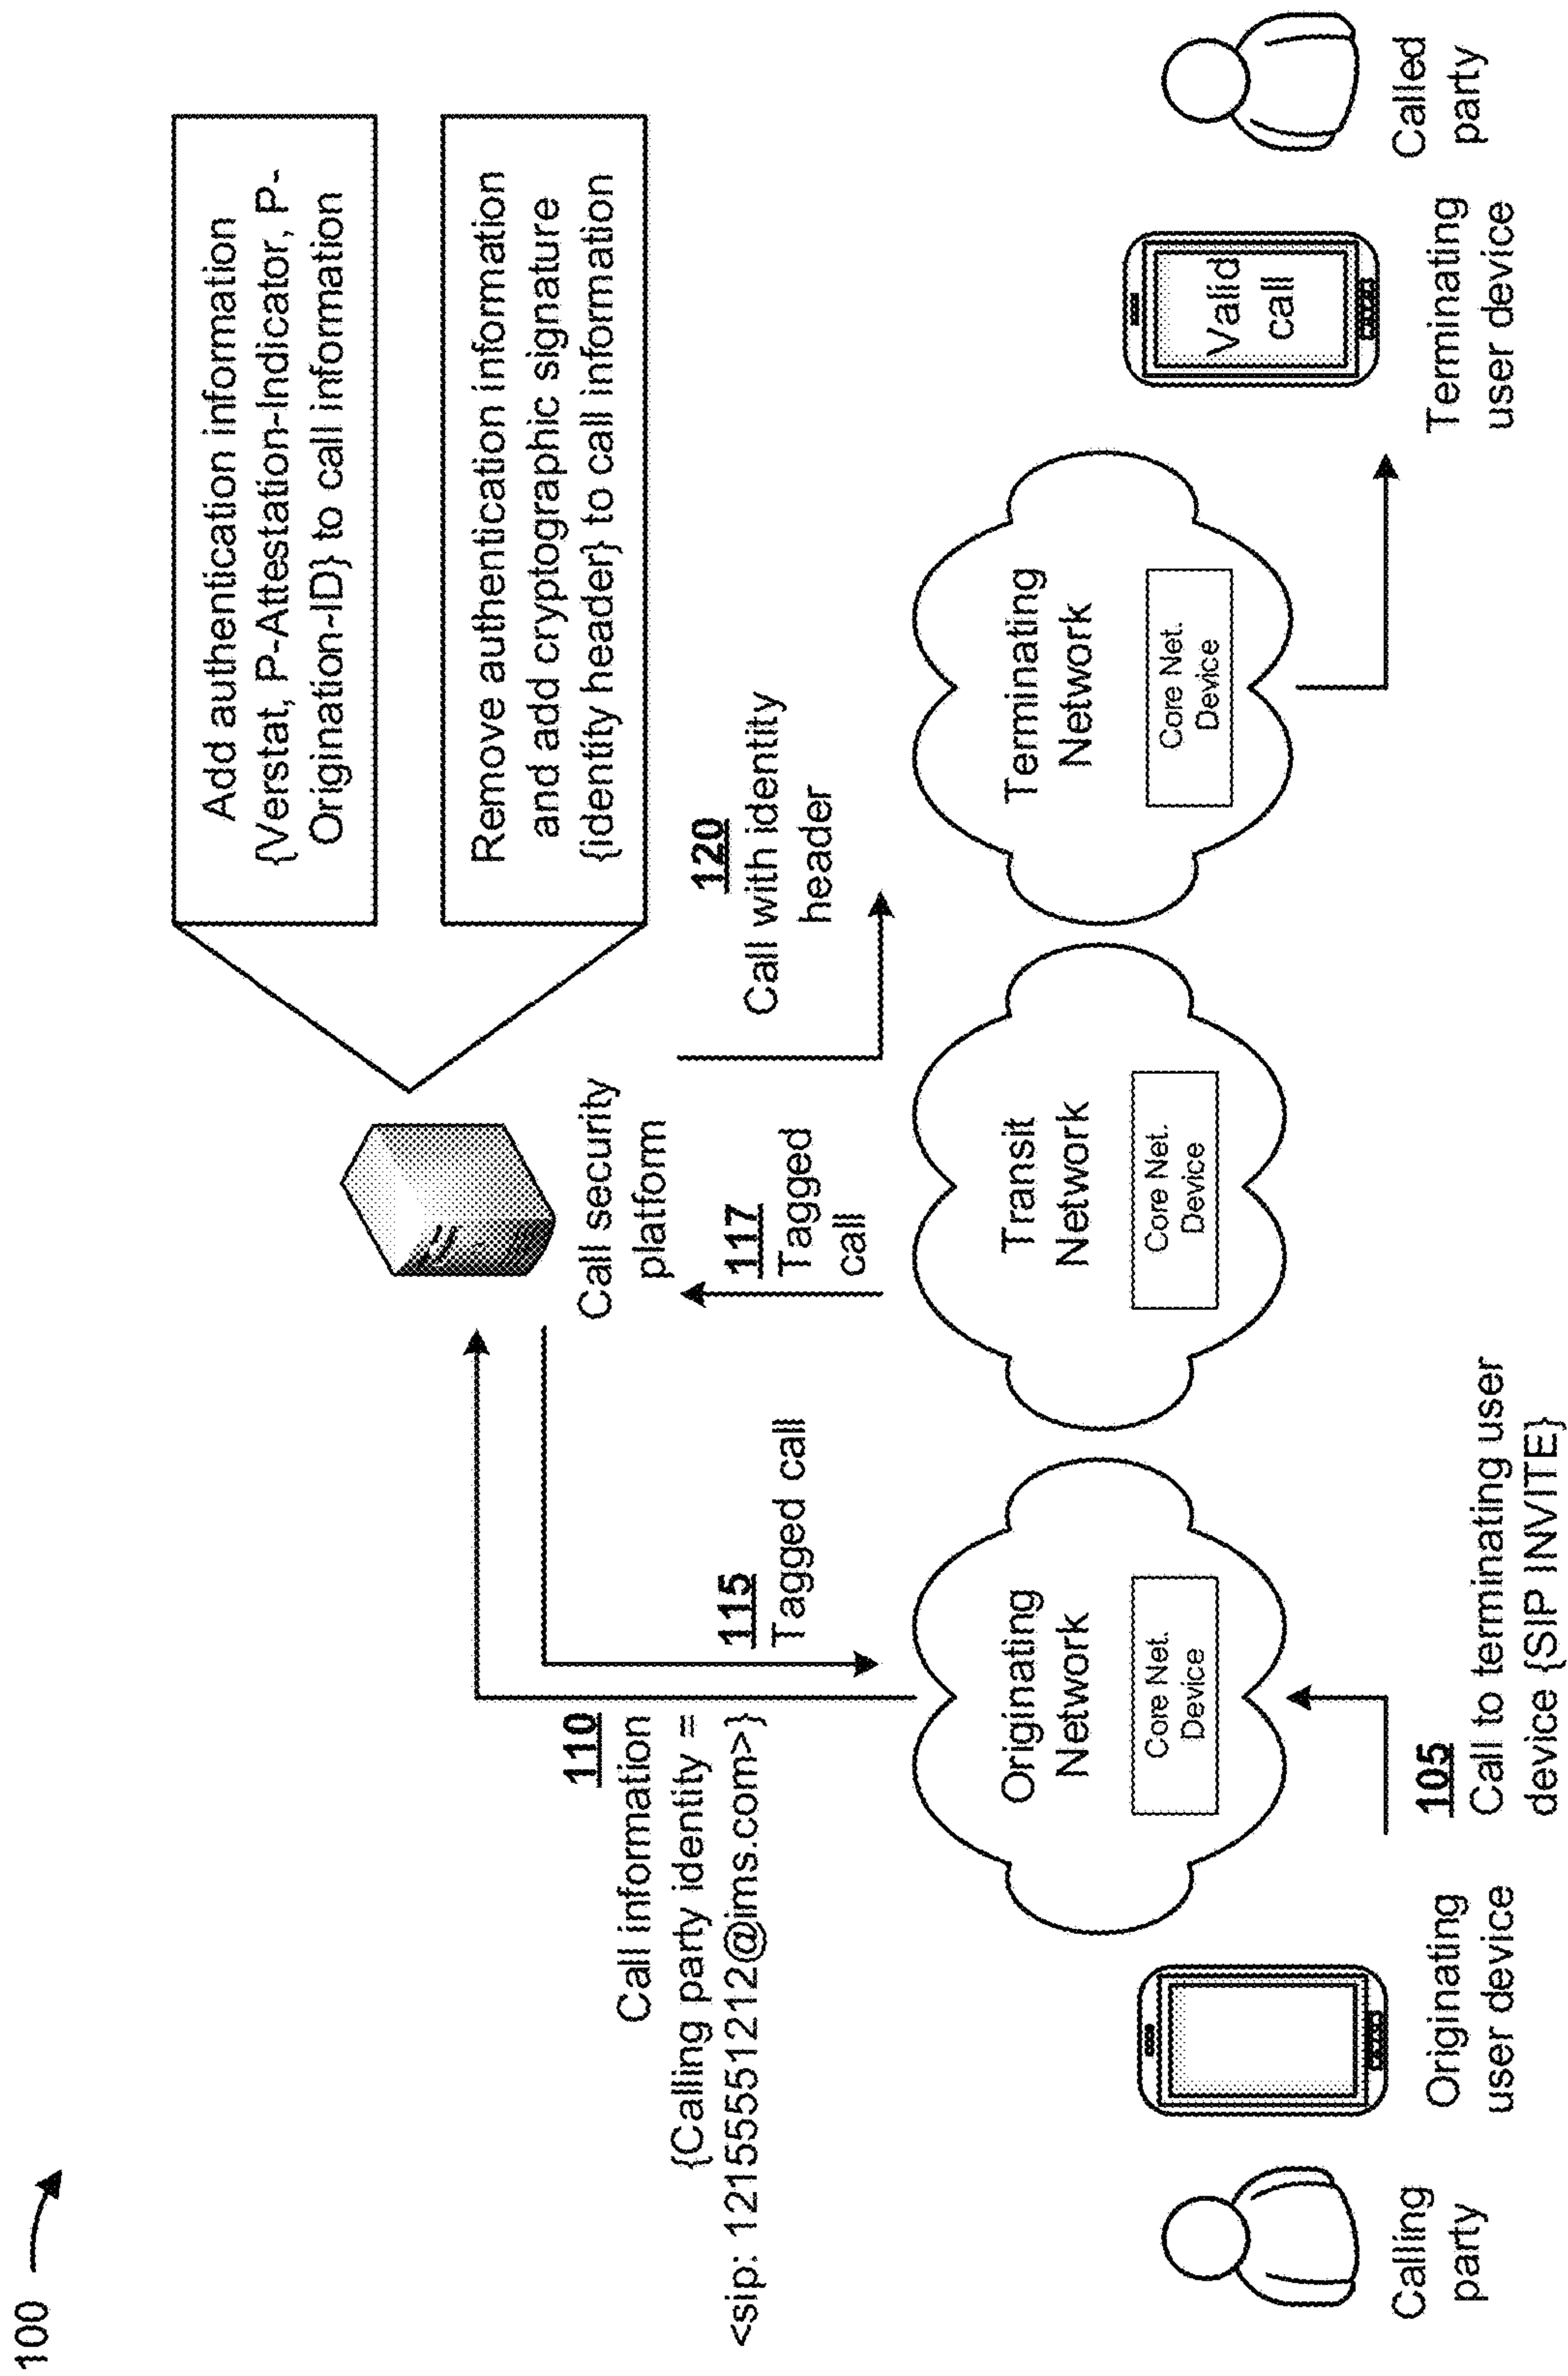 100
Add authentication information
{Verstat, P-Attestation-Indicator, P-
Origination-ID} to call information
Remove authentication information
and add cryptographic signature
{identity header} to call information
Call security
platform
110
Call information
{Calling party identity =
<sip: 12155551212@ims.com>}
115
Tagged call
117
Tagged
call
120
Call with identity
header
Originating
Network
Core Net.
Device
Transit
Network
Core Net.
Device
Terminating
Network
Core Net.
Device
Valid
call
Calling
party
Originating
user device
105
Call to terminating user
device {SIP INVITE}
Terminating
user device
Called
party